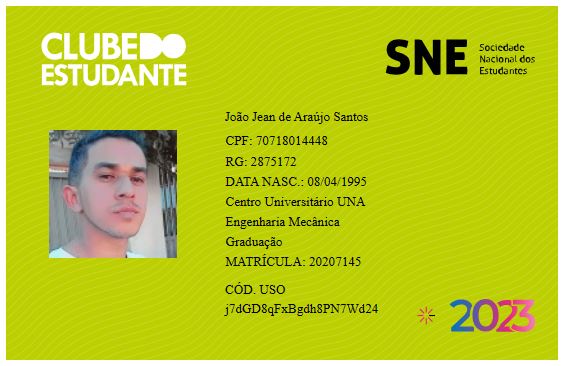 CLUBE DO
ESTUDANTE
SNE
Sociedade
Nacional dos
Estudantes
João Jean de Araújo Santos
CPF: 70718014448
RG: 2875172
DATA NASC.: 08/04/1995
Centro Universitário UNA
Engenharia Mecânica
Graduação
MATRÍCULA: 20207145
CÓD. USO
j7dGD8qFxBgdh8PN7Wd24
2023